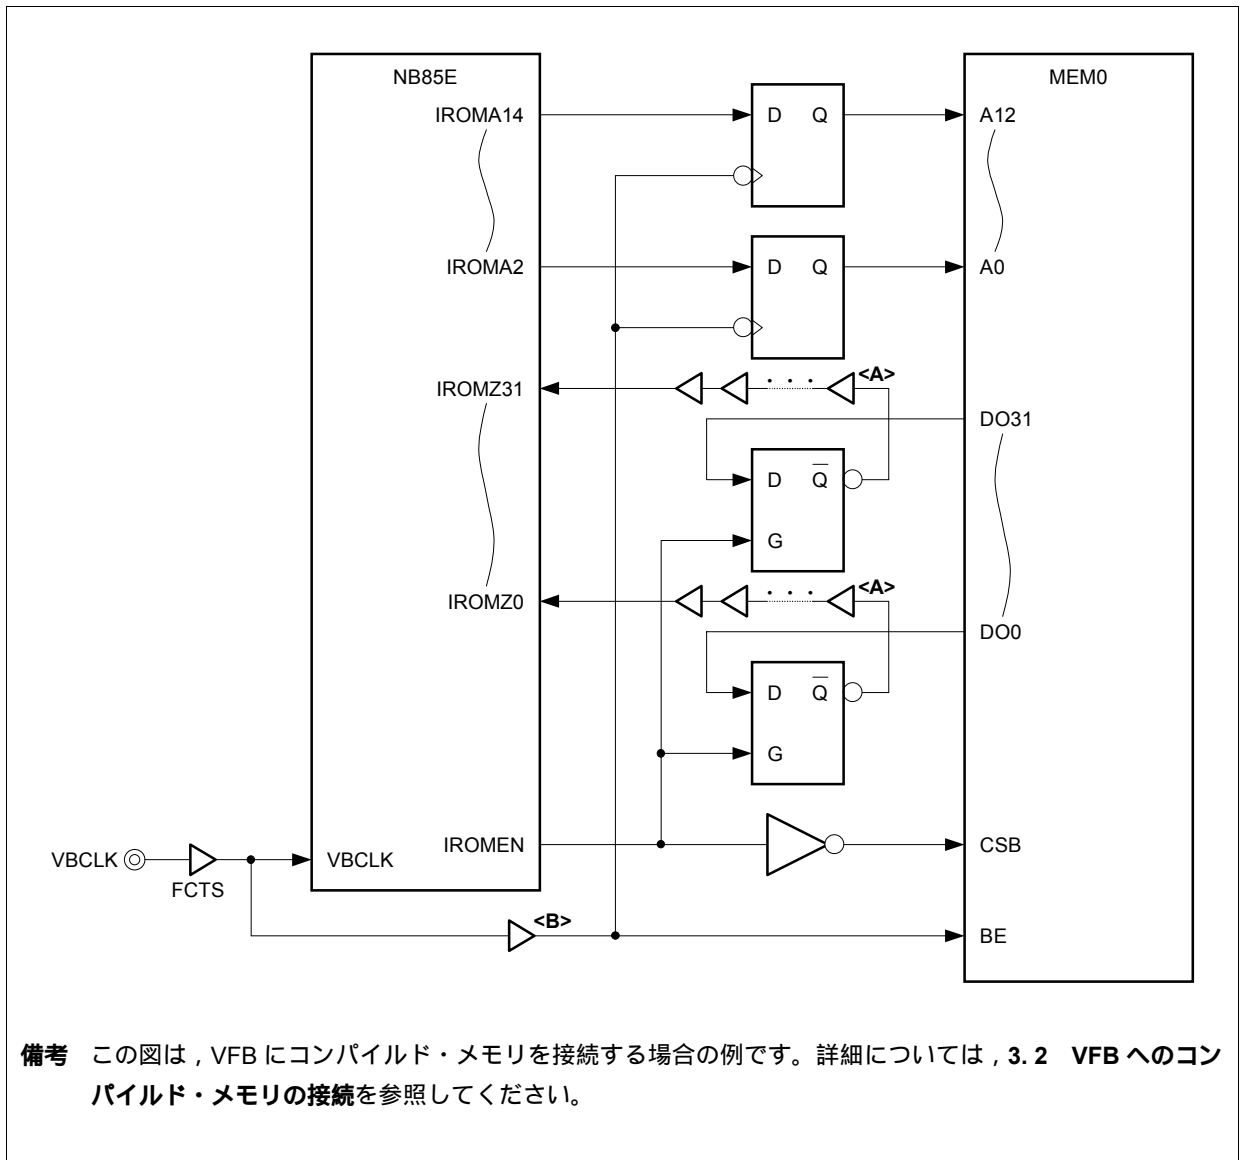 NB85E
MEM0
IROMA14
D Q
A12
IROMA2
D Q
A0
IROMZ31
. . .
<A>
DO31
D Q̅
G
IROMZ0
. . .
<A>
DO0
D Q̅
G
IROMEN
CSB
VBCLK
VBCLK
FCTS
<B>
BE
備考 この図は，VFB にコンパイルド・メモリを接続する場合の例です。詳細については，3. 2 VFB へのコン
パイルド・メモリの接続を参照してください。